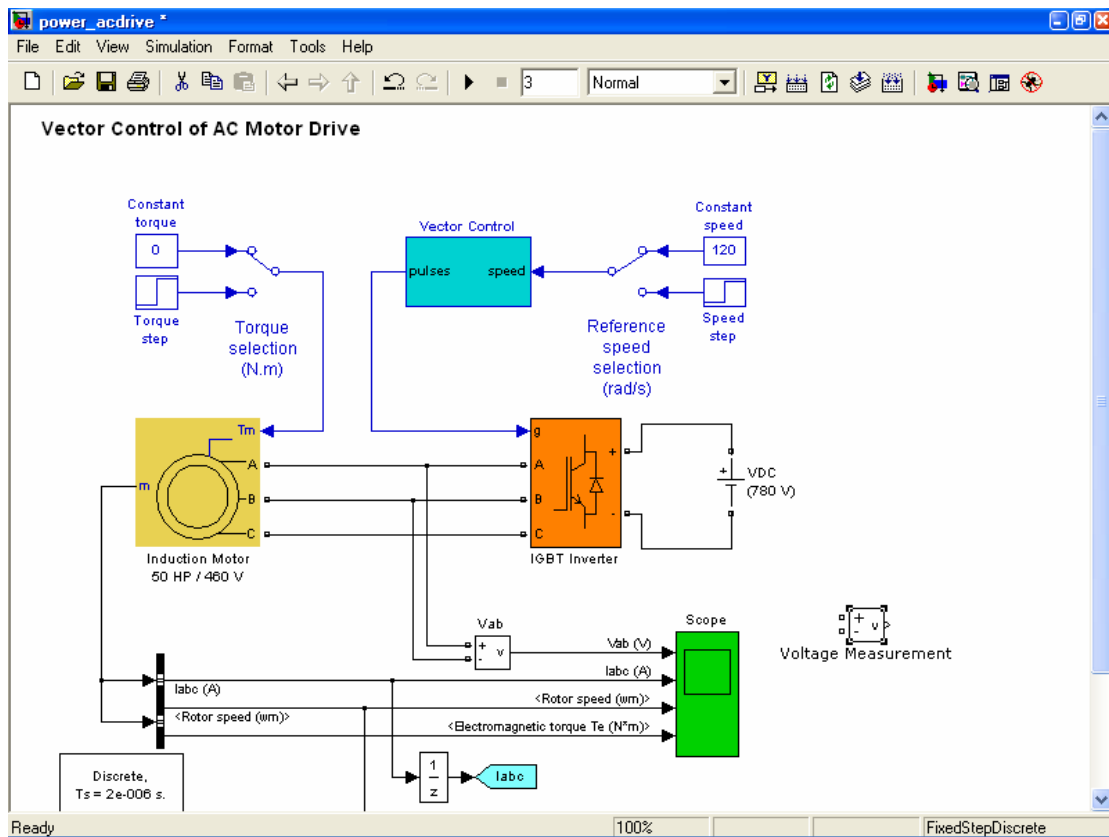 power_acdrive *
File Edit View Simulation Format Tools Help
3
Normal
Vector Control of AC Motor Drive
Constant
torque
0
Torque
step
Torque
selection
(N.m)
Vector Control
pulses
speed
Constant
speed
120
Speed
step
Reference
speed
selection
(rad/s)
Tm
m
A
B
C
Induction Motor
50 HP / 460 V
g
A
B
C
+
-
IGBT Inverter
+
VDC
(780 V)
Vab
+
-
v
Vab (V)
Iabc (A)
<Rotor speed (wm)>
<Electromagnetic torque Te (N*m)>
Scope
+
-
v
Voltage Measurement
Iabc (A)
<Rotor speed (wm)>
1
z
Iabc
Discrete,
Ts = 2e-006 s.
Ready
100%
FixedStepDiscrete